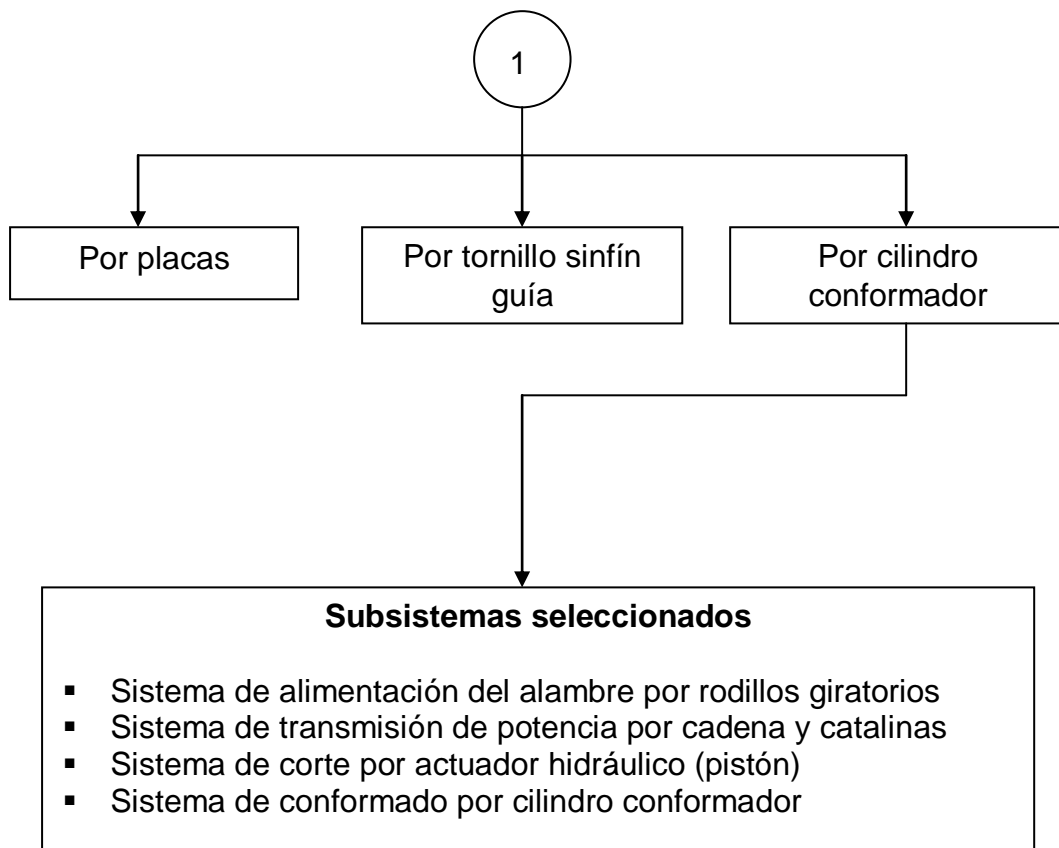 1
Por placas
Por tornillo sinfín
guía
Por cilindro
conformador
Subsistemas seleccionados
▪ Sistema de alimentación del alambre por rodillos giratorios
▪ Sistema de transmisión de potencia por cadena y catalinas
▪ Sistema de corte por actuador hidráulico (pistón)
▪ Sistema de conformado por cilindro conformador